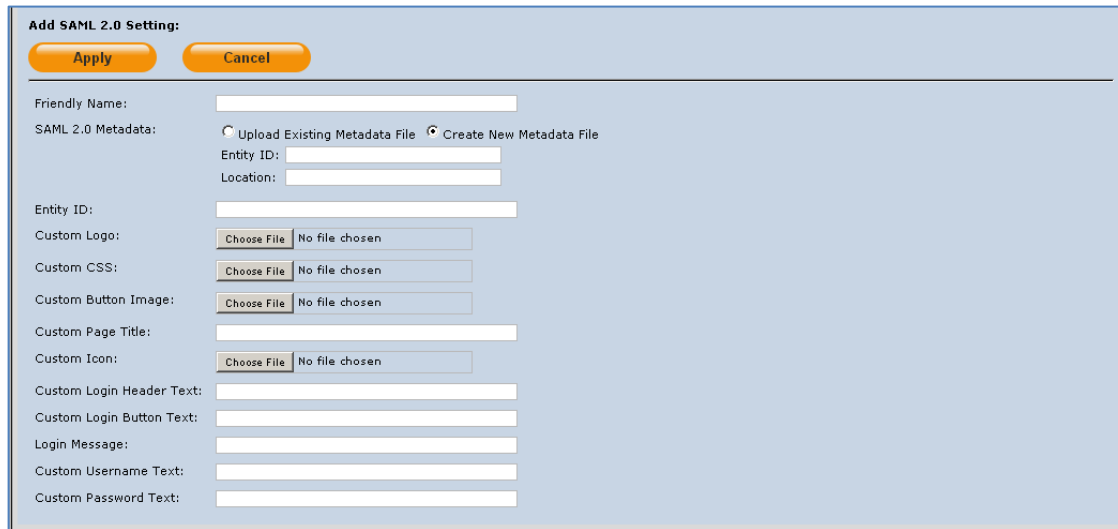 Add SAML 2.0 Setting:
Apply Cancel
Friendly Name:
SAML 2.0 Metadata: Upload Existing Metadata File Create New Metadata File
Entity ID:
Location:
Entity ID:
Custom Logo: Choose File No file chosen
Custom CSS: Choose File No file chosen
Custom Button Image: Choose File No file chosen
Custom Page Title:
Custom Icon: Choose File No file chosen
Custom Login Header Text:
Custom Login Button Text:
Login Message:
Custom Username Text:
Custom Password Text: